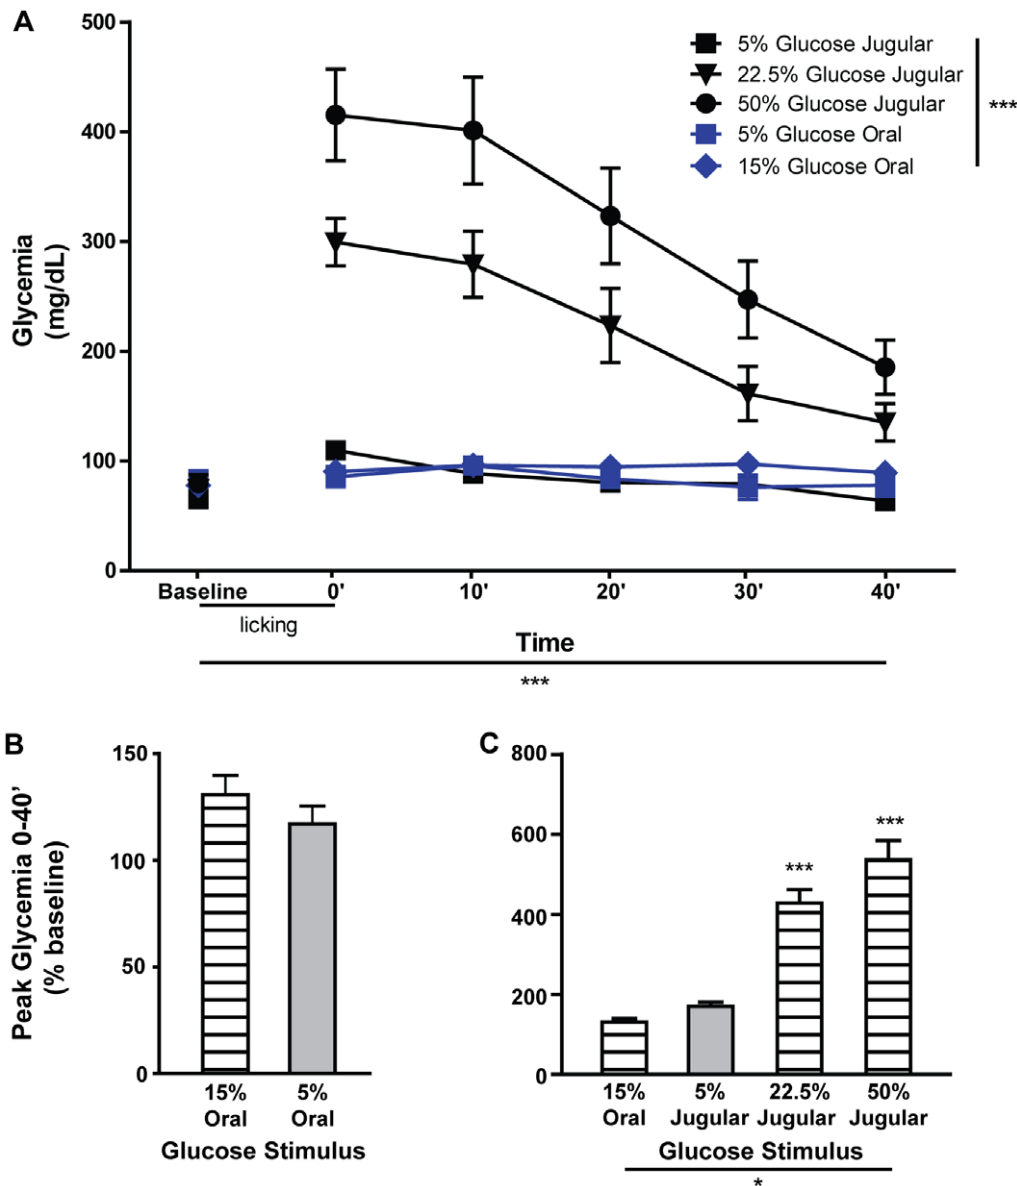 A
500
400
300
200
100
0
Glycemia
(mg/dL)
5% Glucose Jugular
22.5% Glucose Jugular
50% Glucose Jugular
5% Glucose Oral
15% Glucose Oral
***
Baseline 0' 10' 20' 30' 40'
licking
Time
***
B
150
100
50
0
Peak Glycemia 0-40’
(% baseline)
15% 5%
Oral Oral
Glucose Stimulus
C
800
600
400
200
0
***
***
15% 5% 22.5% 50%
Oral Jugular Jugular Jugular
Glucose Stimulus
*